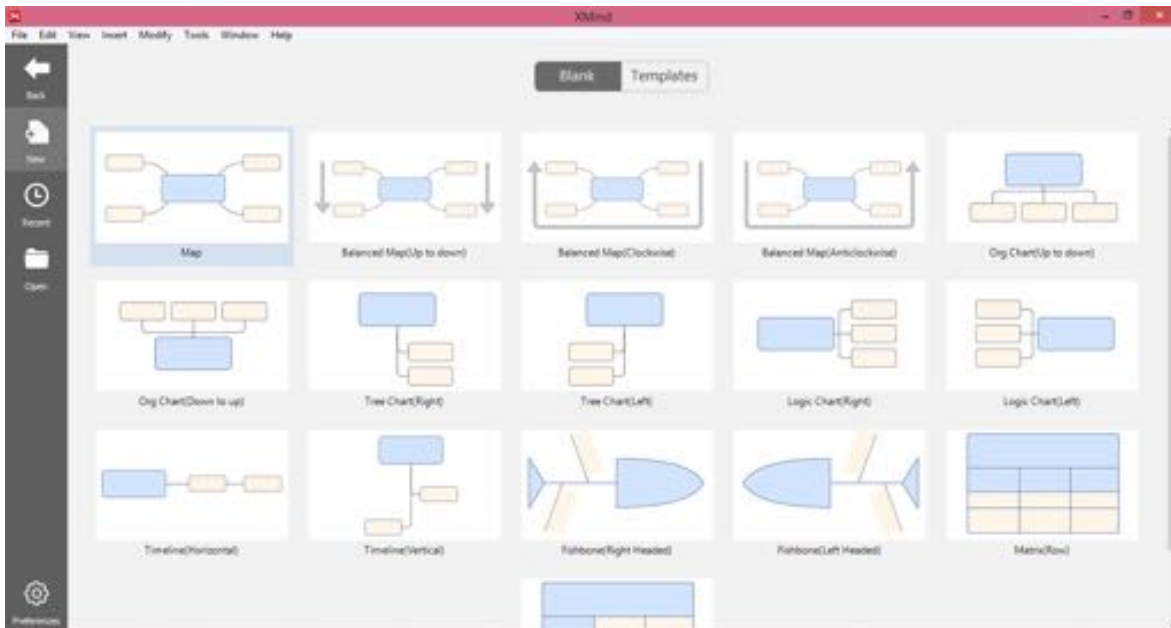 XMind
File Edit View Insert Modify Tools Window Help
Back
New
Recent
Open
Preferences
Blank Templates
Map
Balanced Map(Up to down)
Balanced Map(Clockwise)
Balanced Map(Anticlockwise)
Org Chart(Up to down)
Org Chart(Down to up)
Tree Chart(Right)
Tree Chart(Left)
Logic Chart(Right)
Logic Chart(Left)
Timeline(Horizontal)
Timeline(Vertical)
Fishbone(Right Headed)
Fishbone(Left Headed)
Matrix(Row)